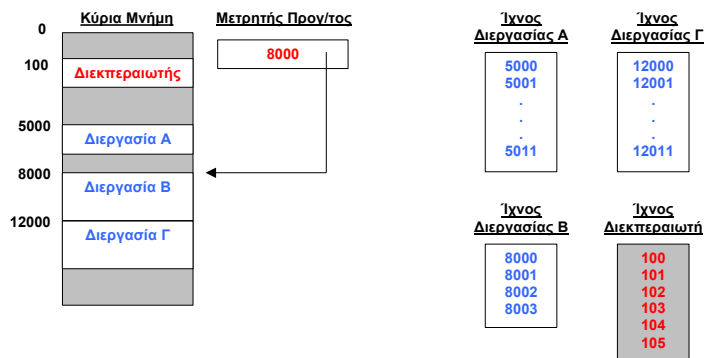 Κύρια Μνήμη
0
100
Διεκπεραιωτής
5000
Διεργασία Α
8000
Διεργασία Β
12000
Διεργασία Γ
Μετρητής Προγ/τος
8000
Ίχνος
Διεργασίας Α
5000
5001
.
.
.
5011
Ίχνος
Διεργασίας Γ
12000
12001
.
.
.
12011
Ίχνος
Διεργασίας Β
8000
8001
8002
8003
Ίχνος
Διεκπεραιωτή
100
101
102
103
104
105